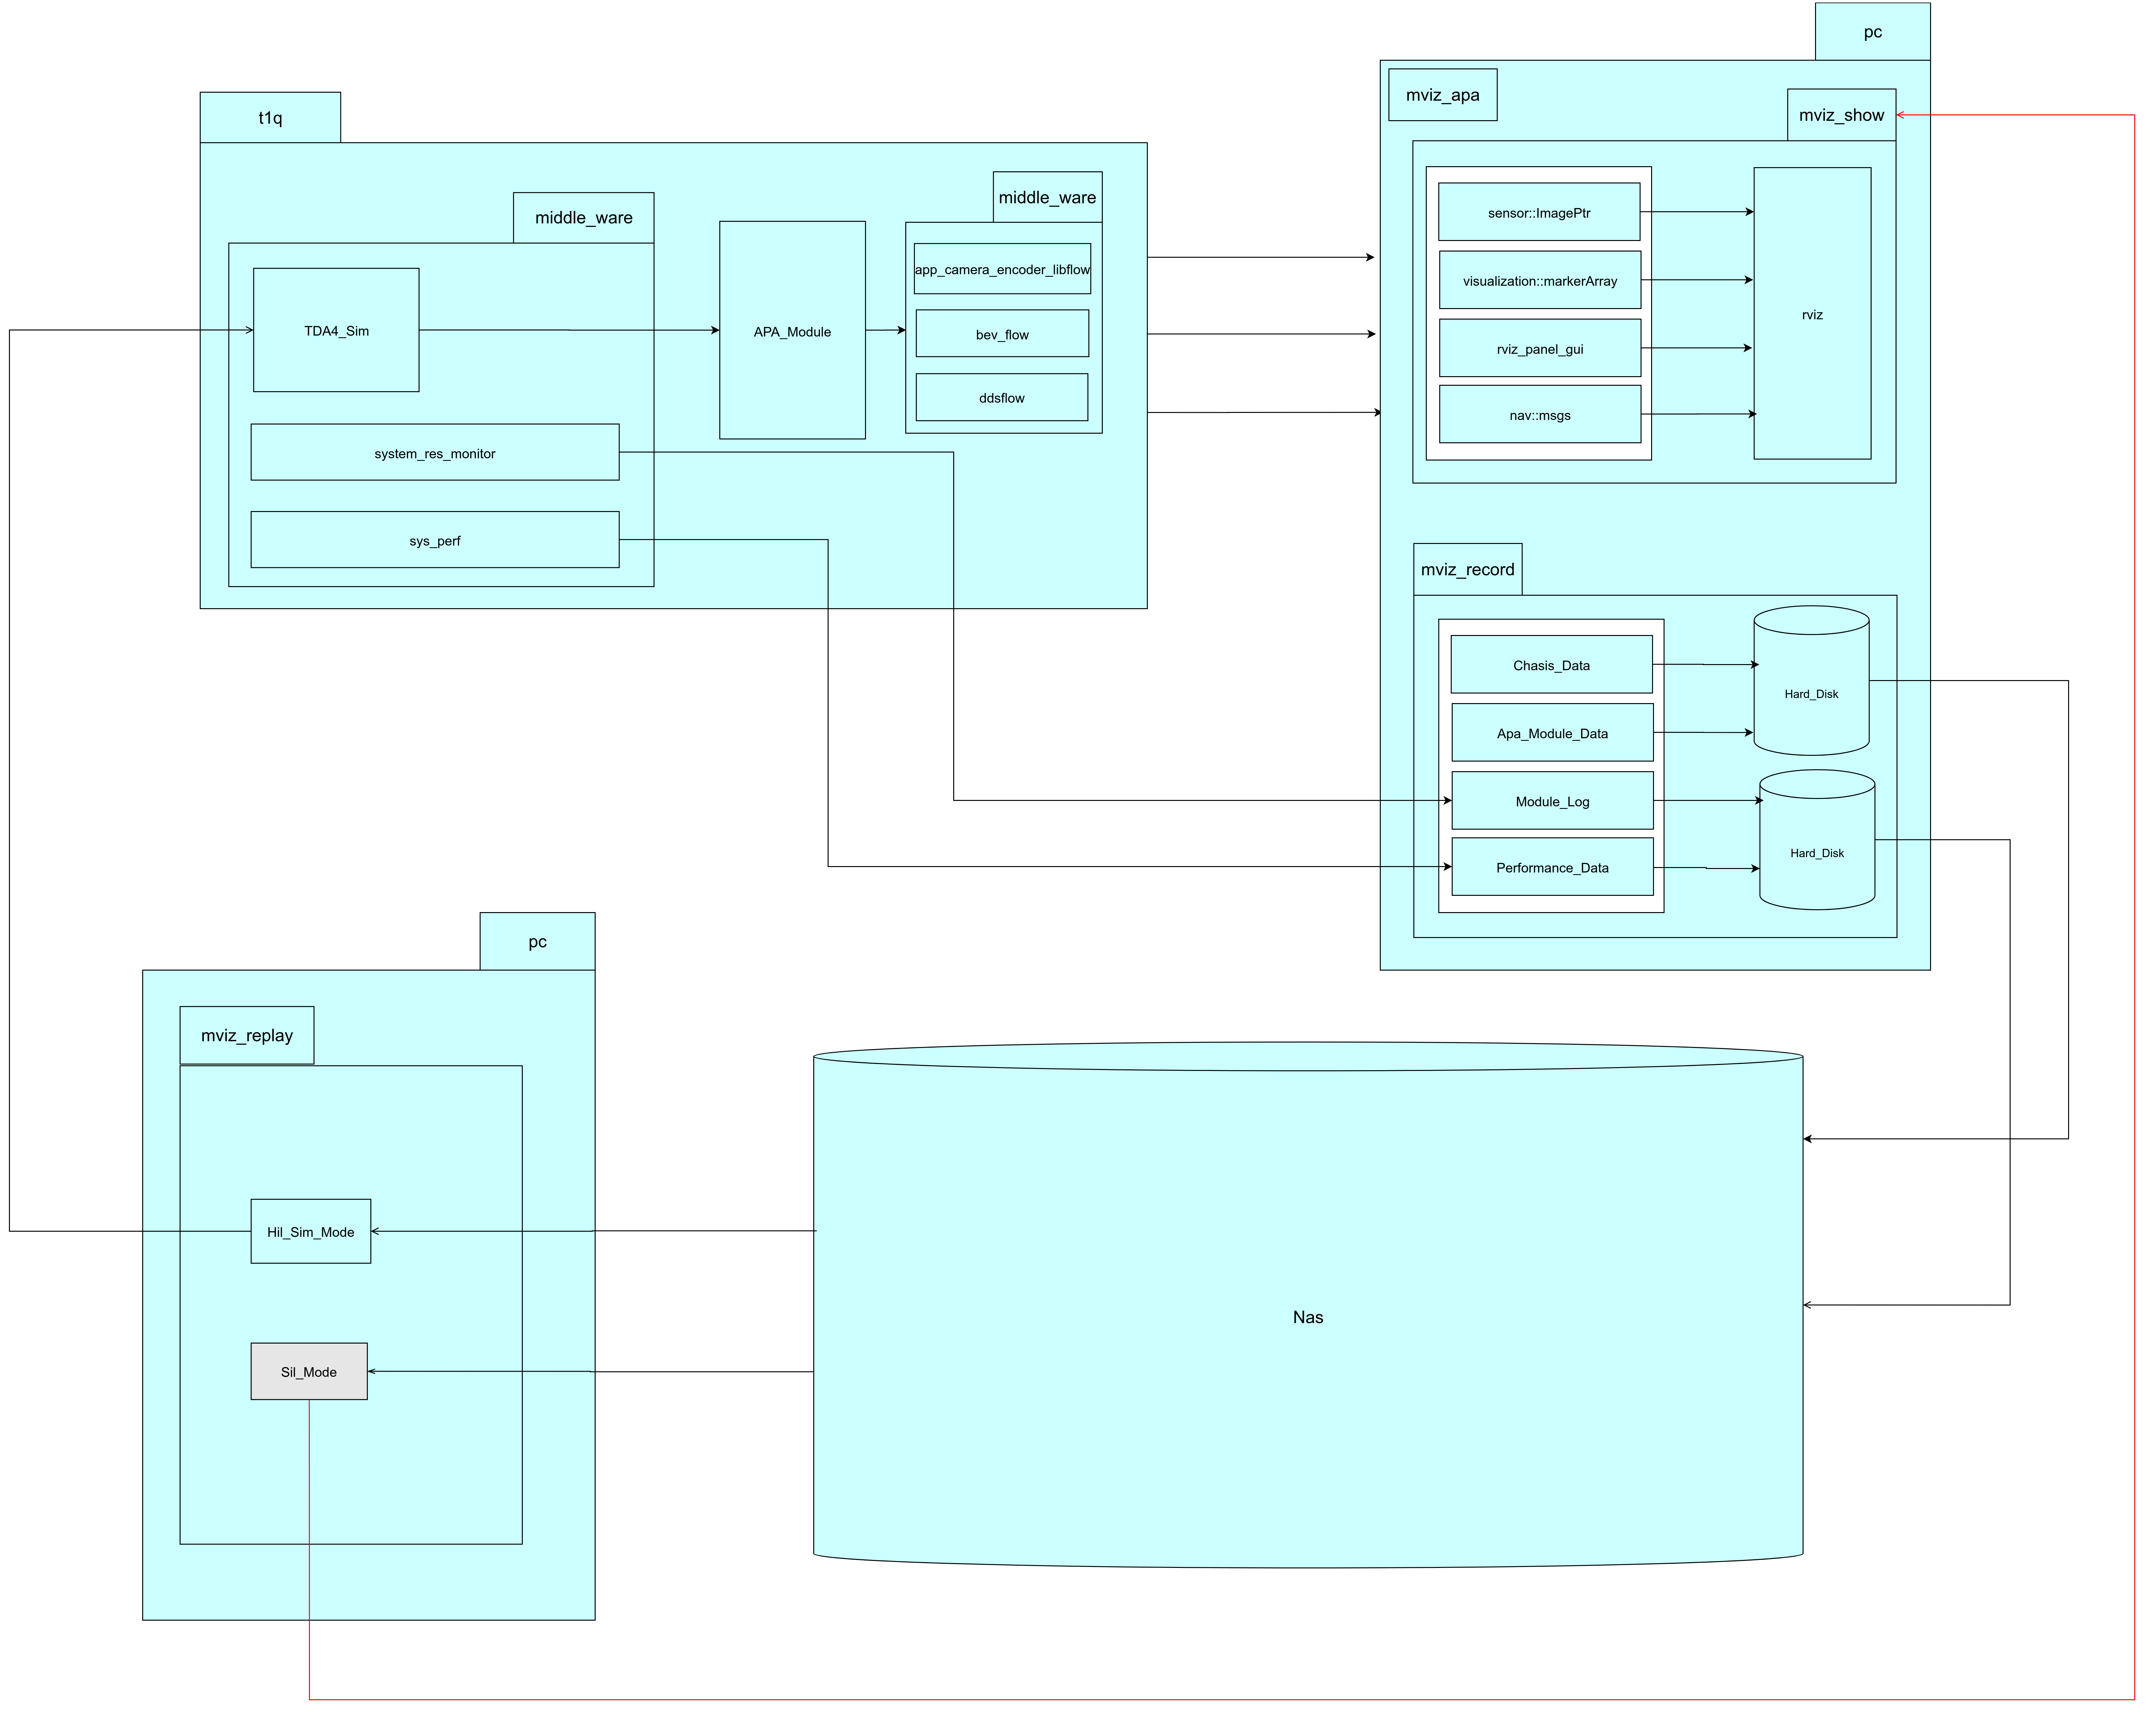 pc
mviz_apa
mviz_show
t1q
middle_ware
middle_ware
sensor::ImagePtr
app_camera_encoder_libflow
visualization::markerArray
rviz
TDA4_Sim
APA_Module
bev_flow
rviz_panel_gui
ddsflow
nav::msgs
system_res_monitor
sys_perf
mviz_record
Chasis_Data
Hard_Disk
Apa_Module_Data
Module_Log
Hard_Disk
Performance_Data
pc
mviz_replay
Hil_Sim_Mode
Nas
Sil_Mode